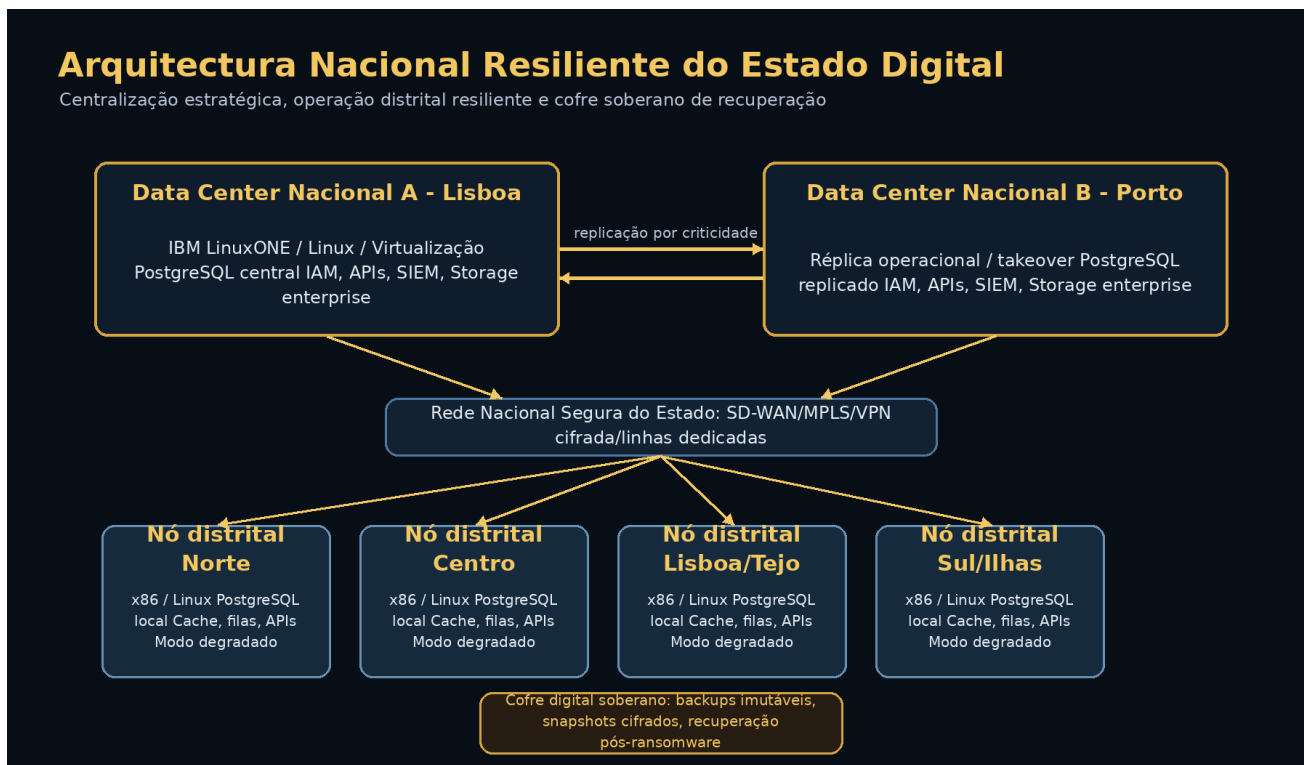 Arquitectura Nacional Resiliente do Estado Digital
Centralização estratégica, operação distrital resiliente e cofre soberano de recuperação
Data Center Nacional A - Lisboa
IBM LinuxONE / Linux / Virtualização
PostgreSQL central IAM, APIs, SIEM, Storage
enterprise
replicação por criticidade
Data Center Nacional B - Porto
Réplica operacional / takeover PostgreSQL
replicado IAM, APIs, SIEM, Storage enterprise
Rede Nacional Segura do Estado: SD-WAN/MPLS/VPN
cifrada/linhas dedicadas
Nó distrital
Norte
x86 / Linux PostgreSQL
local Cache, filas, APIs
Modo degradado
Nó distrital
Centro
x86 / Linux PostgreSQL
local Cache, filas, APIs
Modo degradado
Nó distrital
Lisboa/Tejo
x86 / Linux PostgreSQL
local Cache, filas, APIs
Modo degradado
Nó distrital
Sul/Ilhas
x86 / Linux PostgreSQL
local Cache, filas, APIs
Modo degradado
Cofre digital soberano: backups imutáveis,
snapshots cifrados, recuperação
pós-ransomware